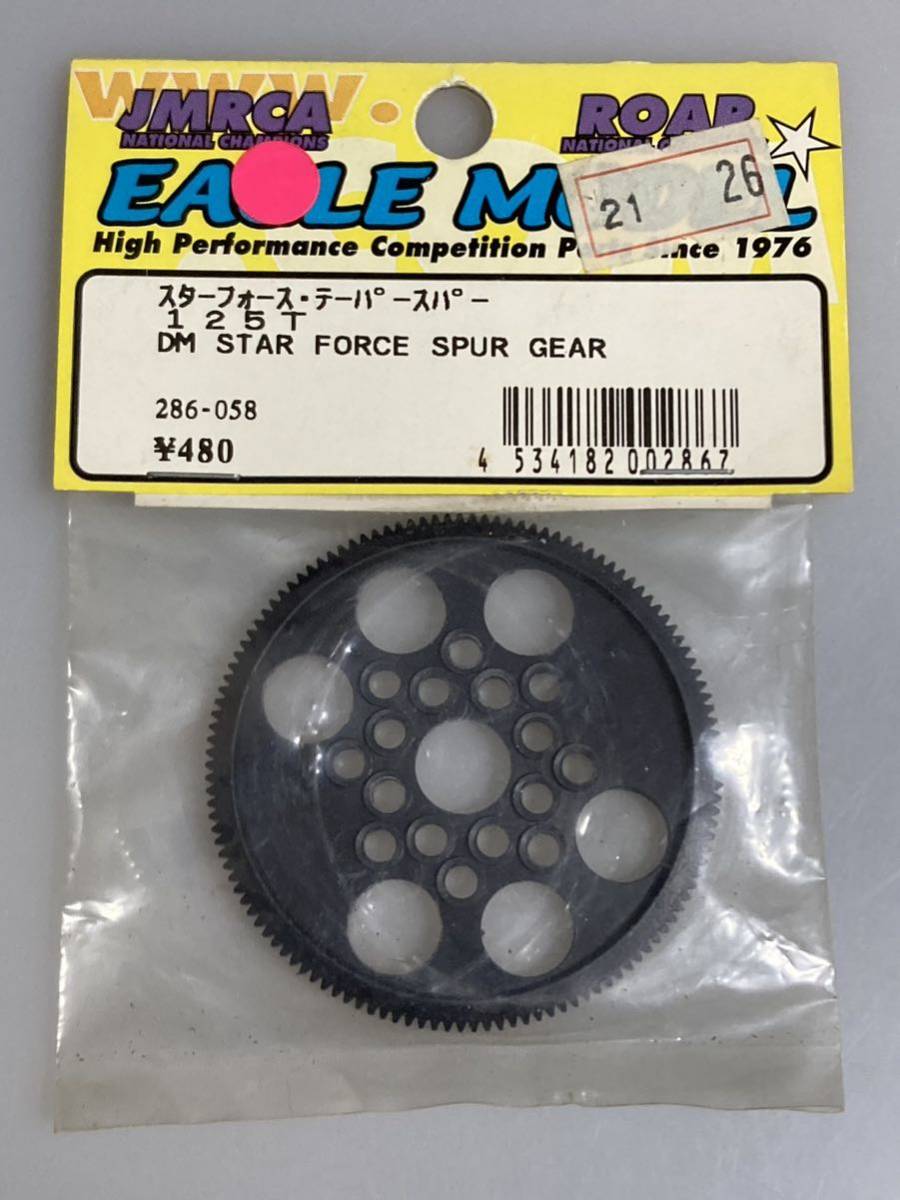 www.
JMRCA ROAR
NATIONAL CHAMPIONS NATIONAL
EAGLE MODEL
21 26
High Performance Competition Parts Since 1976
スターフォース・テーパースパー
125T
DM STAR FORCE SPUR GEAR
286-058
¥480
4 534182 002867